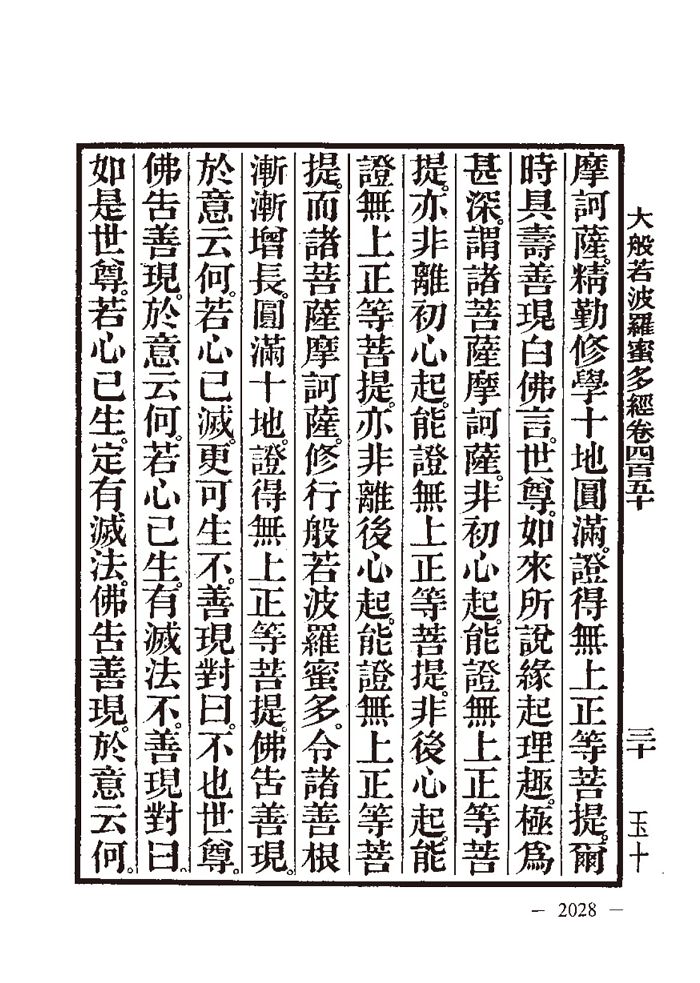 大般若波羅蜜多經卷四百五十 三十 玉十
摩訶薩。精勤修學十地圓滿。證得無上正等菩提。爾
時具壽善現白佛言。世尊。如來所說緣起理趣。極為
甚深。謂諸菩薩摩訶薩。非初心起。能證無上正等菩
提。亦非離初心起。能證無上正等菩提。非後心起。能
證無上正等菩提。亦非離後心起。能證無上正等菩
提。而諸菩薩摩訶薩。修行般若波羅蜜多。令諸善根
漸漸增長。圓滿十地。證得無上正等菩提。佛告善現。
於意云何。若心已滅。更可生不。善現對曰。不也世尊。
佛告善現。於意云何。若心已生。有滅法不。善現對曰。
如是世尊。若心已生。定有滅法。佛告善現。於意云何。
— 2028 —